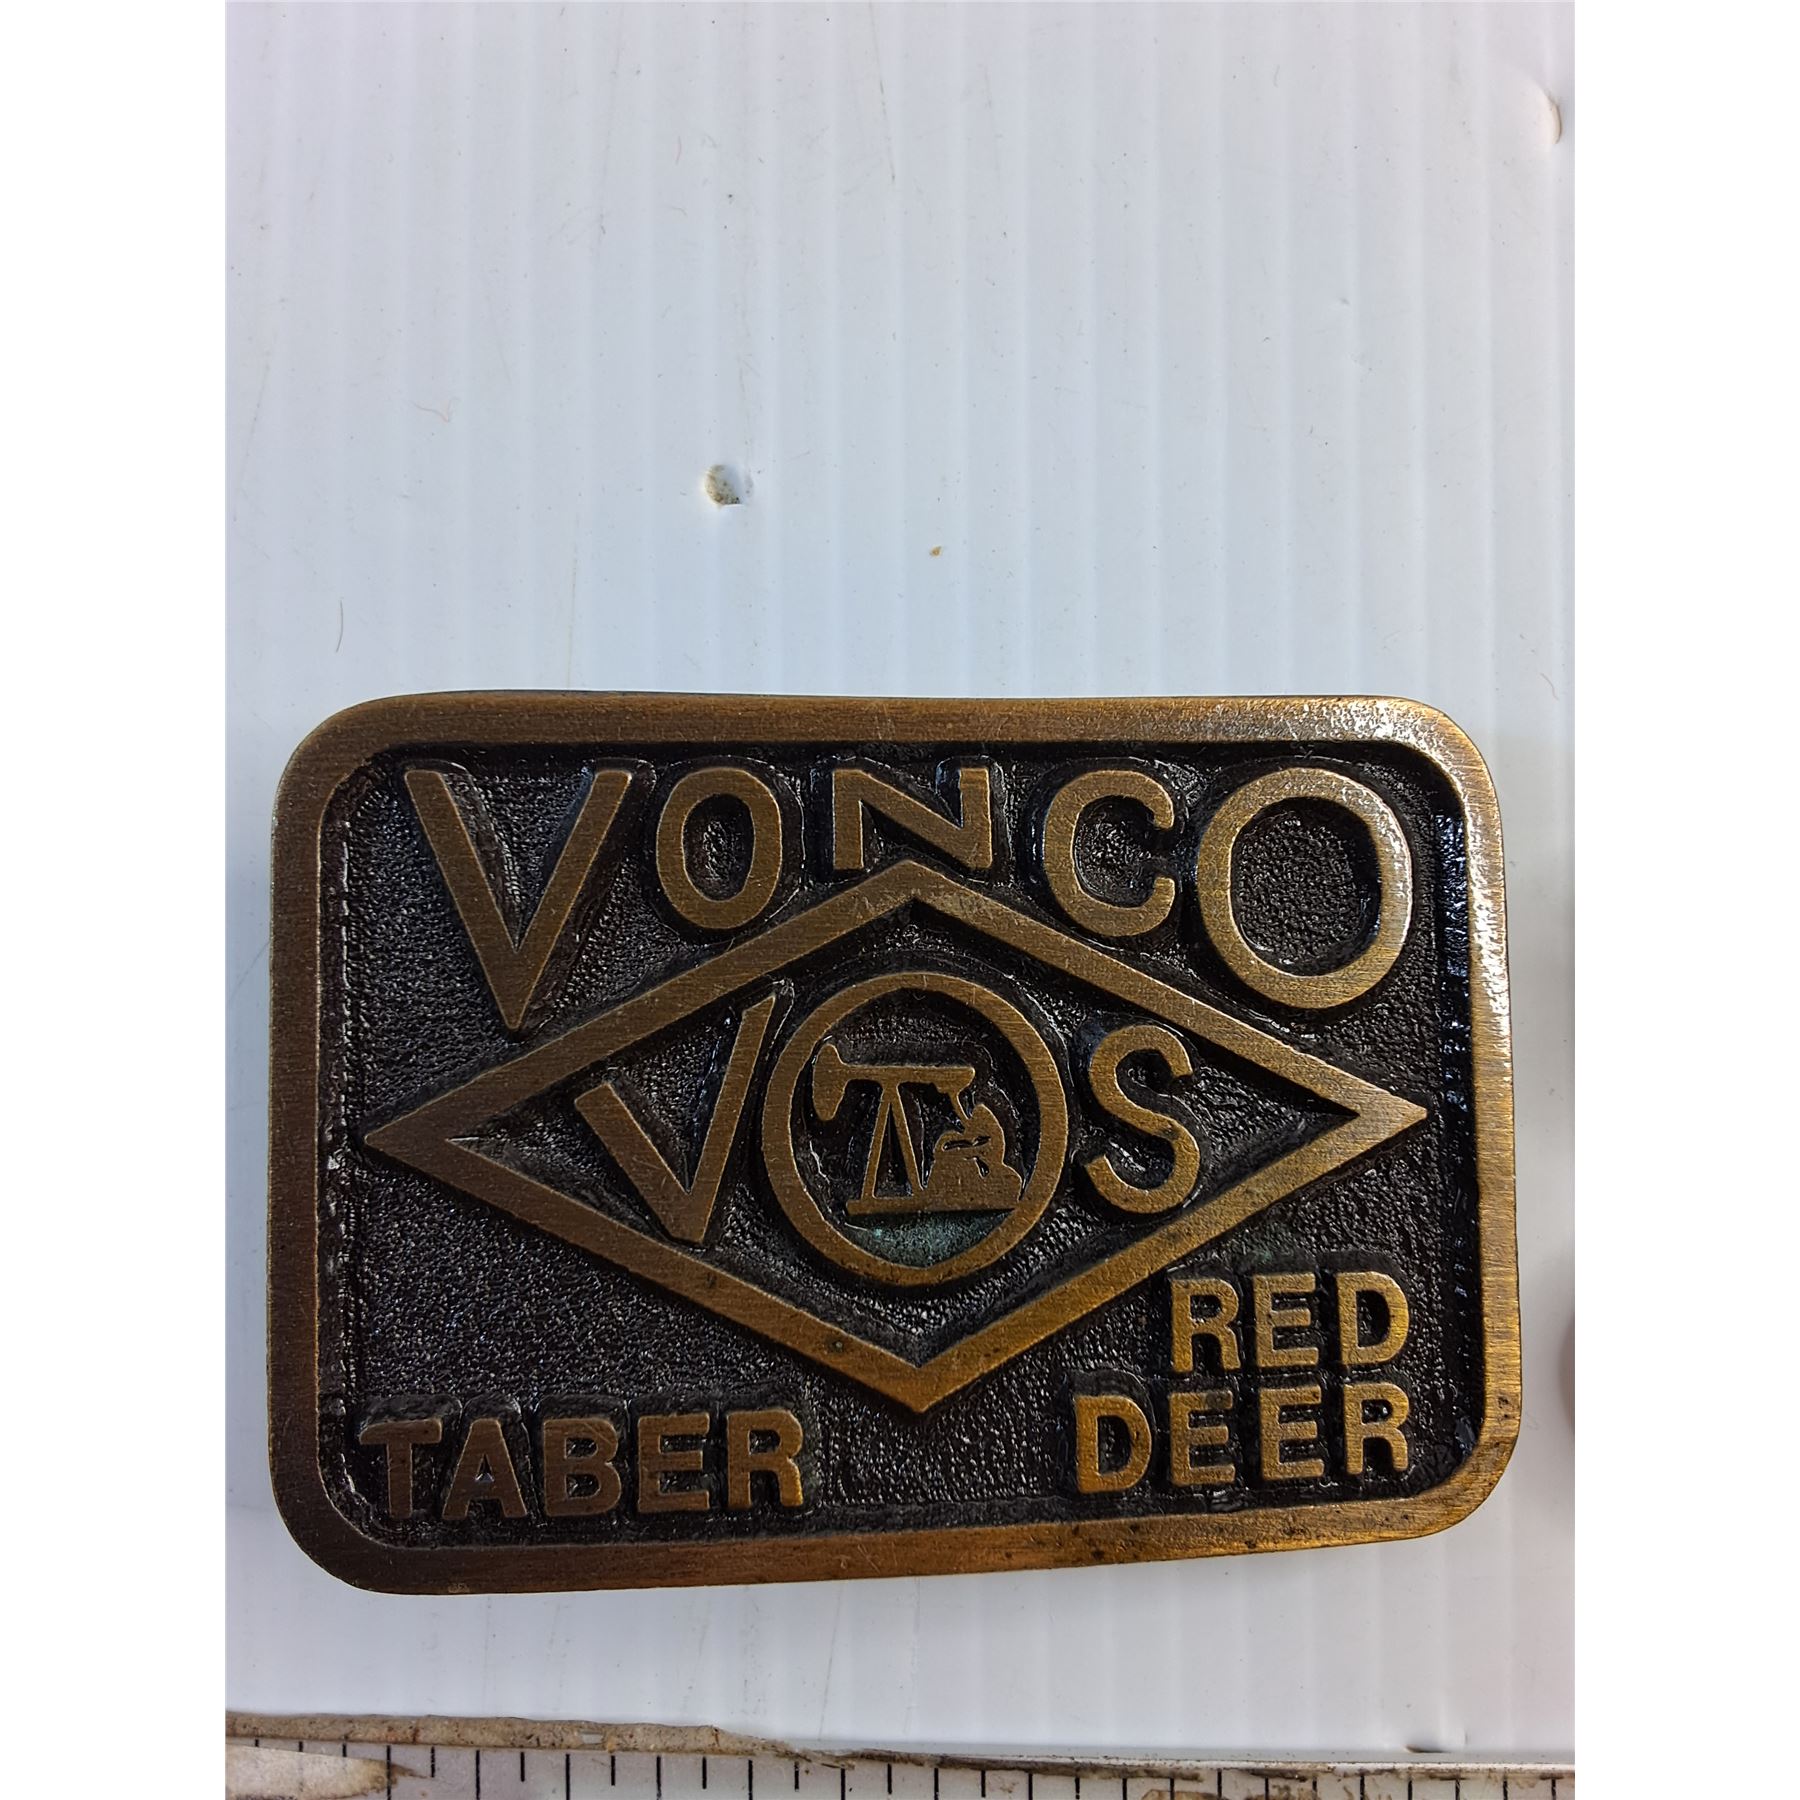 VONCO
VOS
RED
DEER
TABER